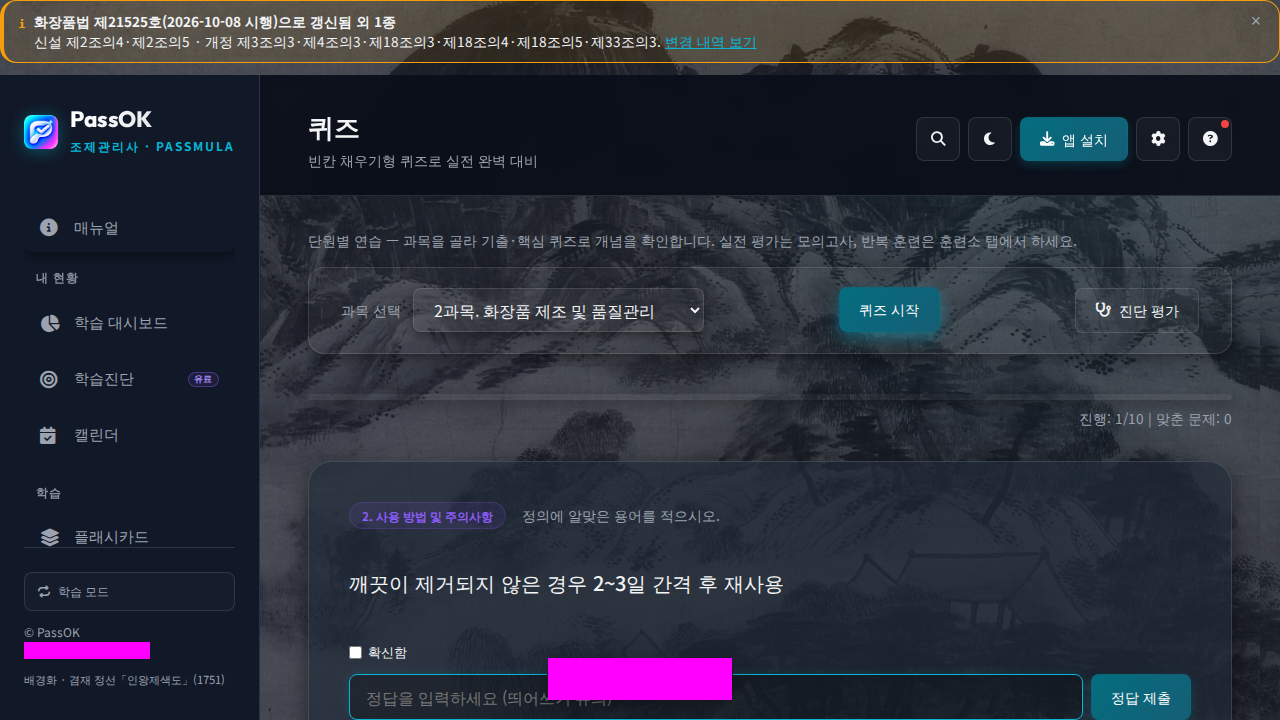 화장품법 제21525호(2026-10-08 시행)으로 갱신됨 외 1종
신설 제2조의4·제2조의5 · 개정 제3조의3·제4조의3·제18조의3·제18조의4·제18조의5·제33의3. 변경 내역 보기
×
PassOK
조제관리사 · PASSMULA
매뉴얼
내 현황
학습 대시보드
학습진단 유료
캘린더
학습
플래시카드
학습 모드
© PassOK
배경화 · 겸재 정선「인왕제색도」(1751)
퀴즈
빈칸 채우기형 퀴즈로 실전 완벽 대비
앱 설치
단원별 연습 — 과목을 골라 기출·핵심 퀴즈로 개념을 확인합니다. 실전 평가는 모의고사, 반복 훈련은 훈련소 탭에서 하세요.
과목 선택 2과목. 화장품 제조 및 품질관리 퀴즈 시작 진단 평가
진행: 1/10 | 맞춘 문제: 0
2. 사용 방법 및 주의사항 정의에 알맞은 용어를 적으시오.
깨끗이 제거되지 않은 경우 2~3일 간격 후 재사용
확신함
정답을 입력하세요 (띄어쓰기 유의) 정답 제출